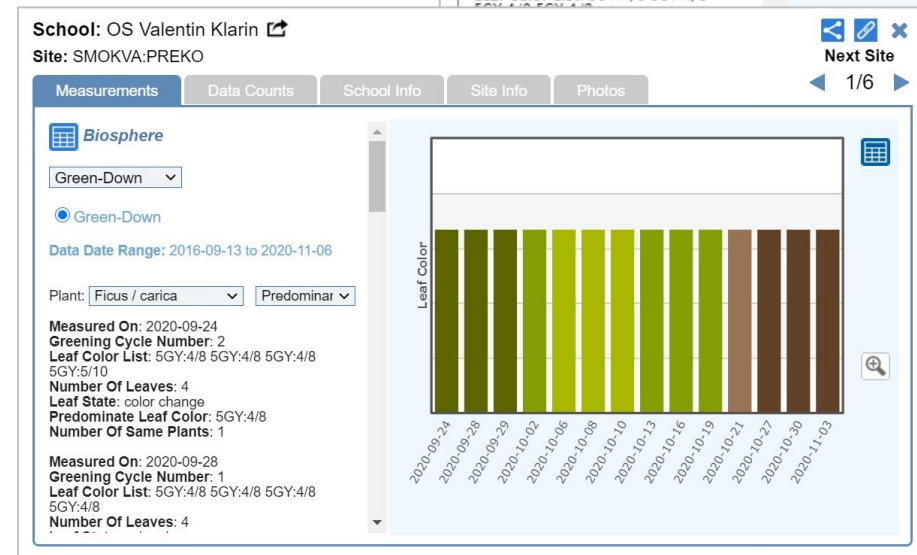 School: OS Valentin Klarin
Site: SMOKVA:PREKO
Next Site
1/6
Measurements Data Counts School Info Site Info Photos
Biosphere
Green-Down
Green-Down
Data Date Range: 2016-09-13 to 2020-11-06
Plant: Ficus / carica Predominar
Measured On: 2020-09-24
Greening Cycle Number: 2
Leaf Color List: 5GY:4/8 5GY:4/8 5GY:4/8
5GY:5/10
Number Of Leaves: 4
Leaf State: color change
Predominate Leaf Color: 5GY:4/8
Number Of Same Plants: 1
Measured On: 2020-09-28
Greening Cycle Number: 1
Leaf Color List: 5GY:4/8 5GY:4/8 5GY:4/8
5GY:4/8
Number Of Leaves: 4
Leaf Color
2020-09-24
2020-09-28
2020-09-29
2020-10-02
2020-10-06
2020-10-08
2020-10-10
2020-10-13
2020-10-16
2020-10-19
2020-10-21
2020-10-27
2020-10-30
2020-11-03